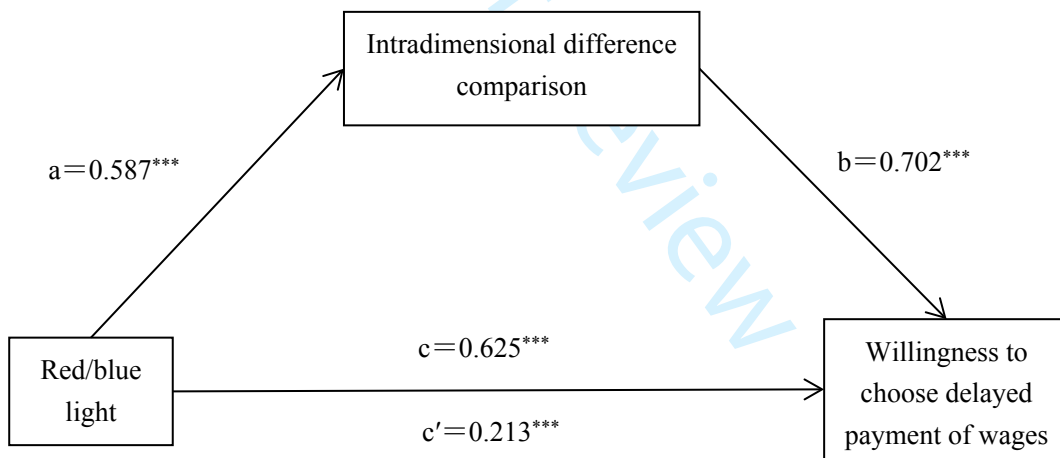 Intradimensional difference
comparison
a＝0.587***
b＝0.702***
eview
Red/blue
light
c＝0.625***
c′＝0.213***
Willingness to
choose delayed
payment of wages